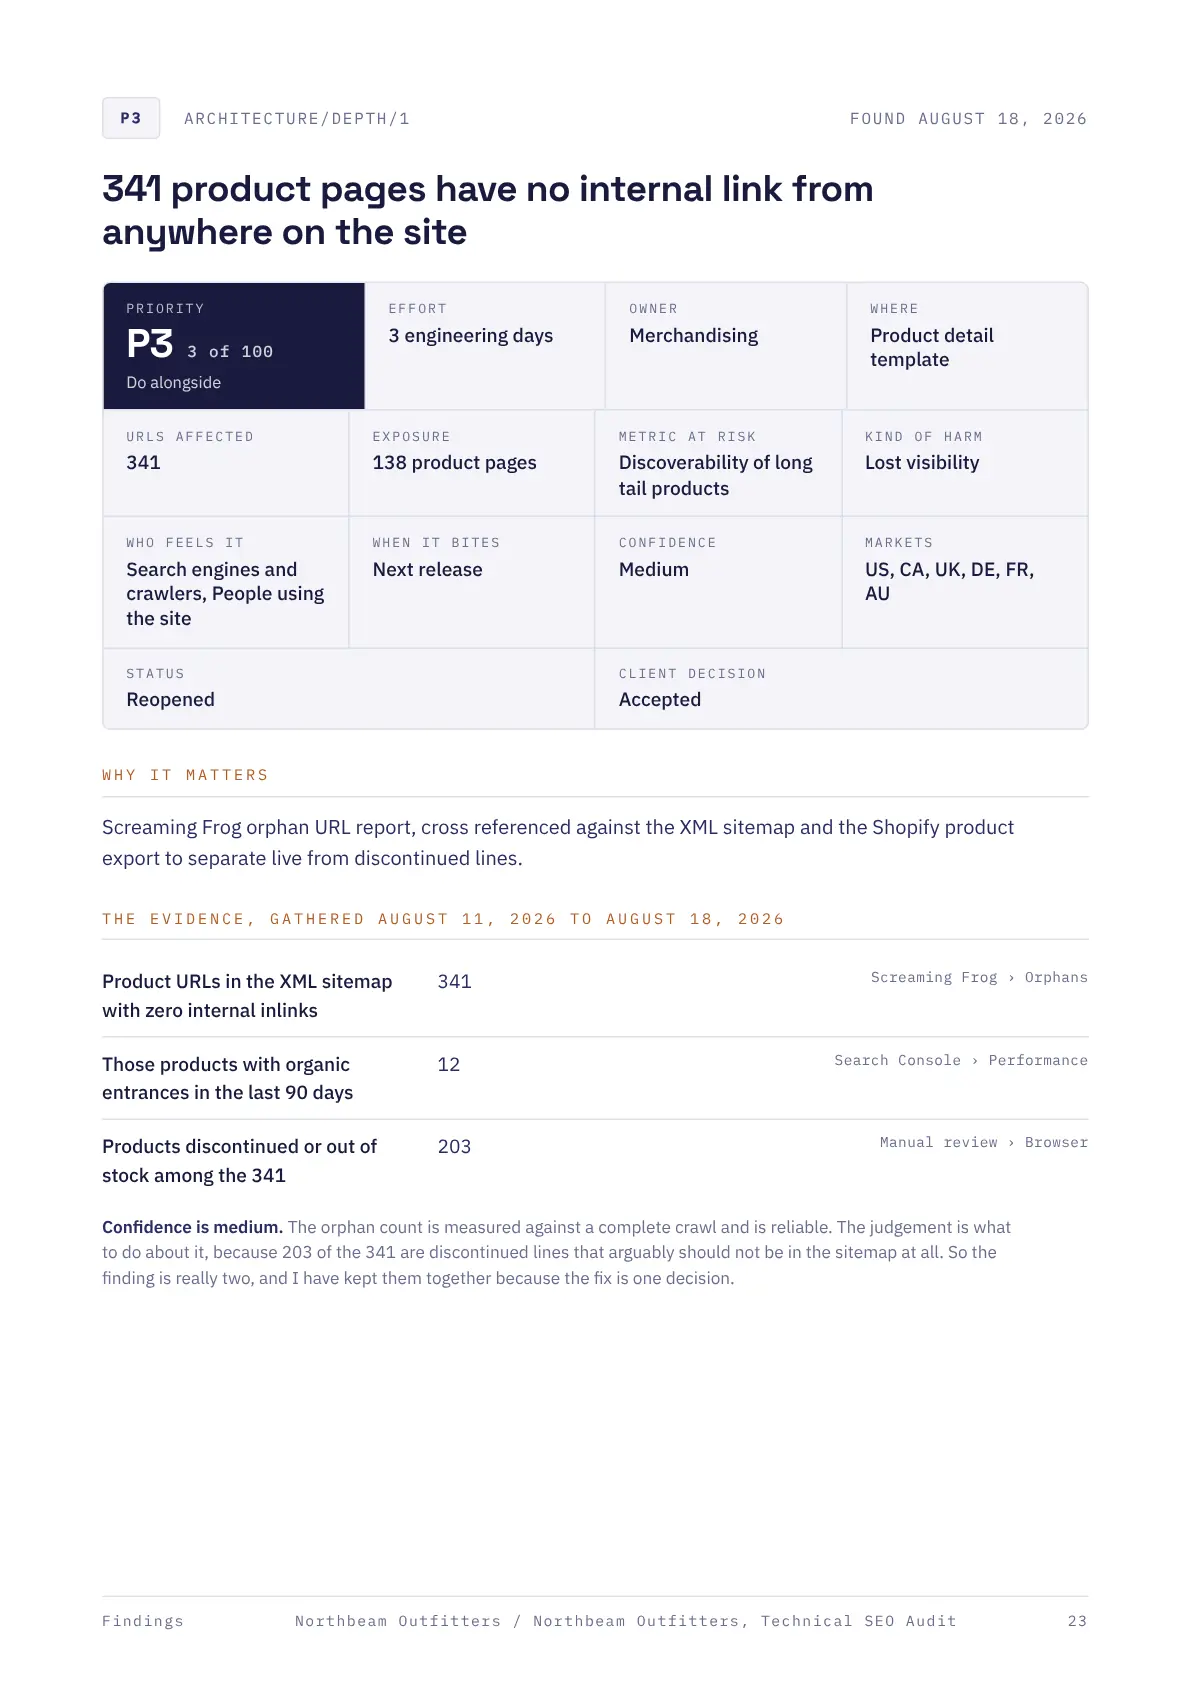 P3
ARCHITECTURE/DEPTH/1
FOUND AUGUST 18, 2026
341 product pages have no internal link from
anywhere on the site
PRIORITY
P3 3 of 100
Do alongside
EFFORT
3 engineering days
OWNER
Merchandising
WHERE
Product detail
template
URLS AFFECTED
341
EXPOSURE
138 product pages
METRIC AT RISK
Discoverability of long
tail products
KIND OF HARM
Lost visibility
WHO FEELS IT
Search engines and
crawlers, People using
the site
WHEN IT BITES
Next release
CONFIDENCE
Medium
MARKETS
US, CA, UK, DE, FR,
AU
STATUS
Reopened
CLIENT DECISION
Accepted
WHY IT MATTERS
Screaming Frog orphan URL report, cross referenced against the XML sitemap and the Shopify product
export to separate live from discontinued lines.
THE EVIDENCE, GATHERED AUGUST 11, 2026 TO AUGUST 18, 2026
Product URLs in the XML sitemap
with zero internal inlinks
341
Screaming Frog › Orphans
Those products with organic
entrances in the last 90 days
12
Search Console › Performance
Products discontinued or out of
stock among the 341
203
Manual review › Browser
Confidence is medium. The orphan count is measured against a complete crawl and is reliable. The judgement is what
to do about it, because 203 of the 341 are discontinued lines that arguably should not be in the sitemap at all. So the
finding is really two, and I have kept them together because the fix is one decision.
Findings
Northbeam Outfitters / Northbeam Outfitters, Technical SEO Audit
23